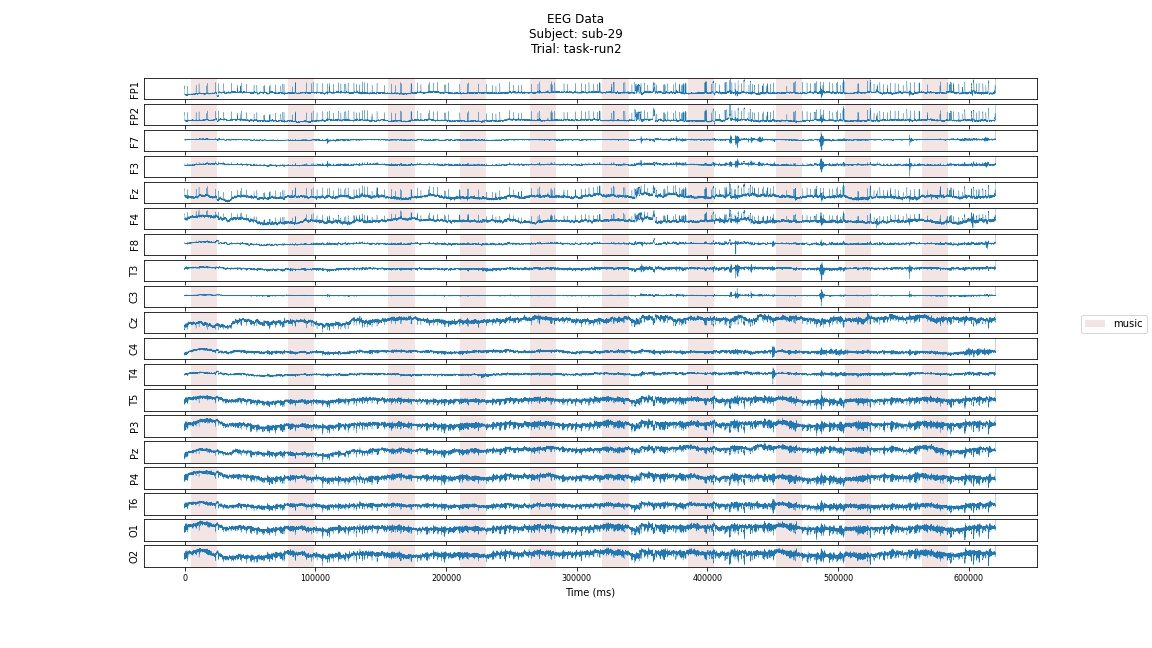 EEG Data
Subject: sub-29
Trial: task-run2
FP1
FP2
F7
F3
Fz
F4
F8
T3
C3
Cz
C4
T4
T5
P3
Pz
P4
T6
O1
O2
music
0 100000 200000 300000 400000 500000 600000
Time (ms)